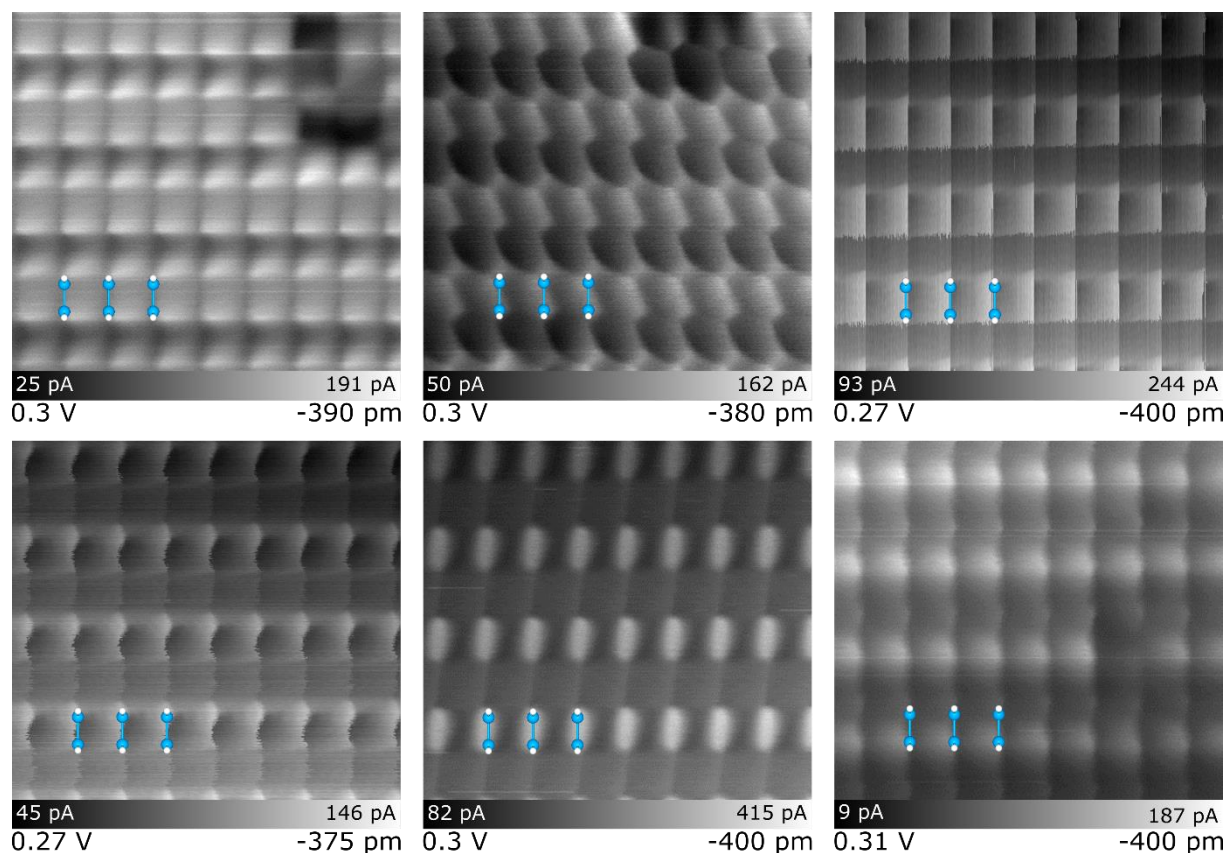 25 pA 191 pA
0.3 V -390 pm
50 pA 162 pA
0.3 V -380 pm
93 pA 244 pA
0.27 V -400 pm
45 pA 146 pA
0.27 V -375 pm
82 pA 415 pA
0.3 V -400 pm
9 pA 187 pA
0.31 V -400 pm